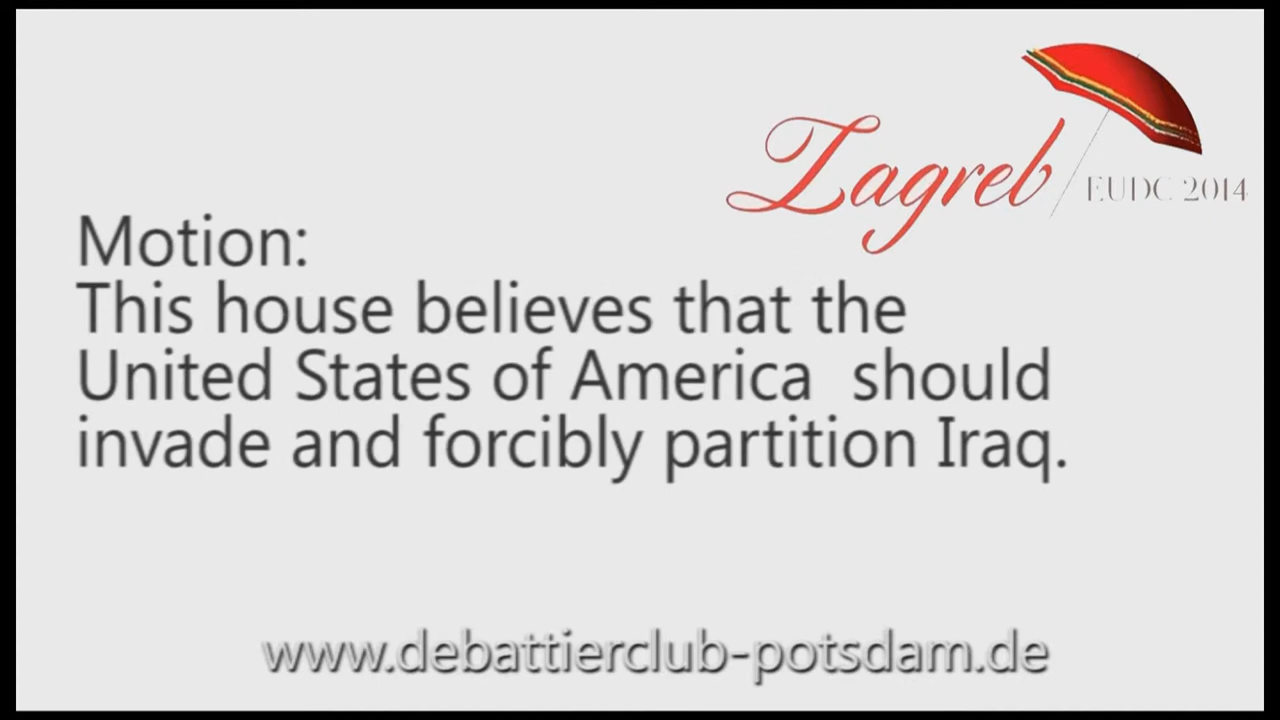 Zagreb
EUDC 2014
Motion:
This house believes that the
United States of America  should
invade and forcibly partition Iraq.
www.debattierclub-potsdam.de